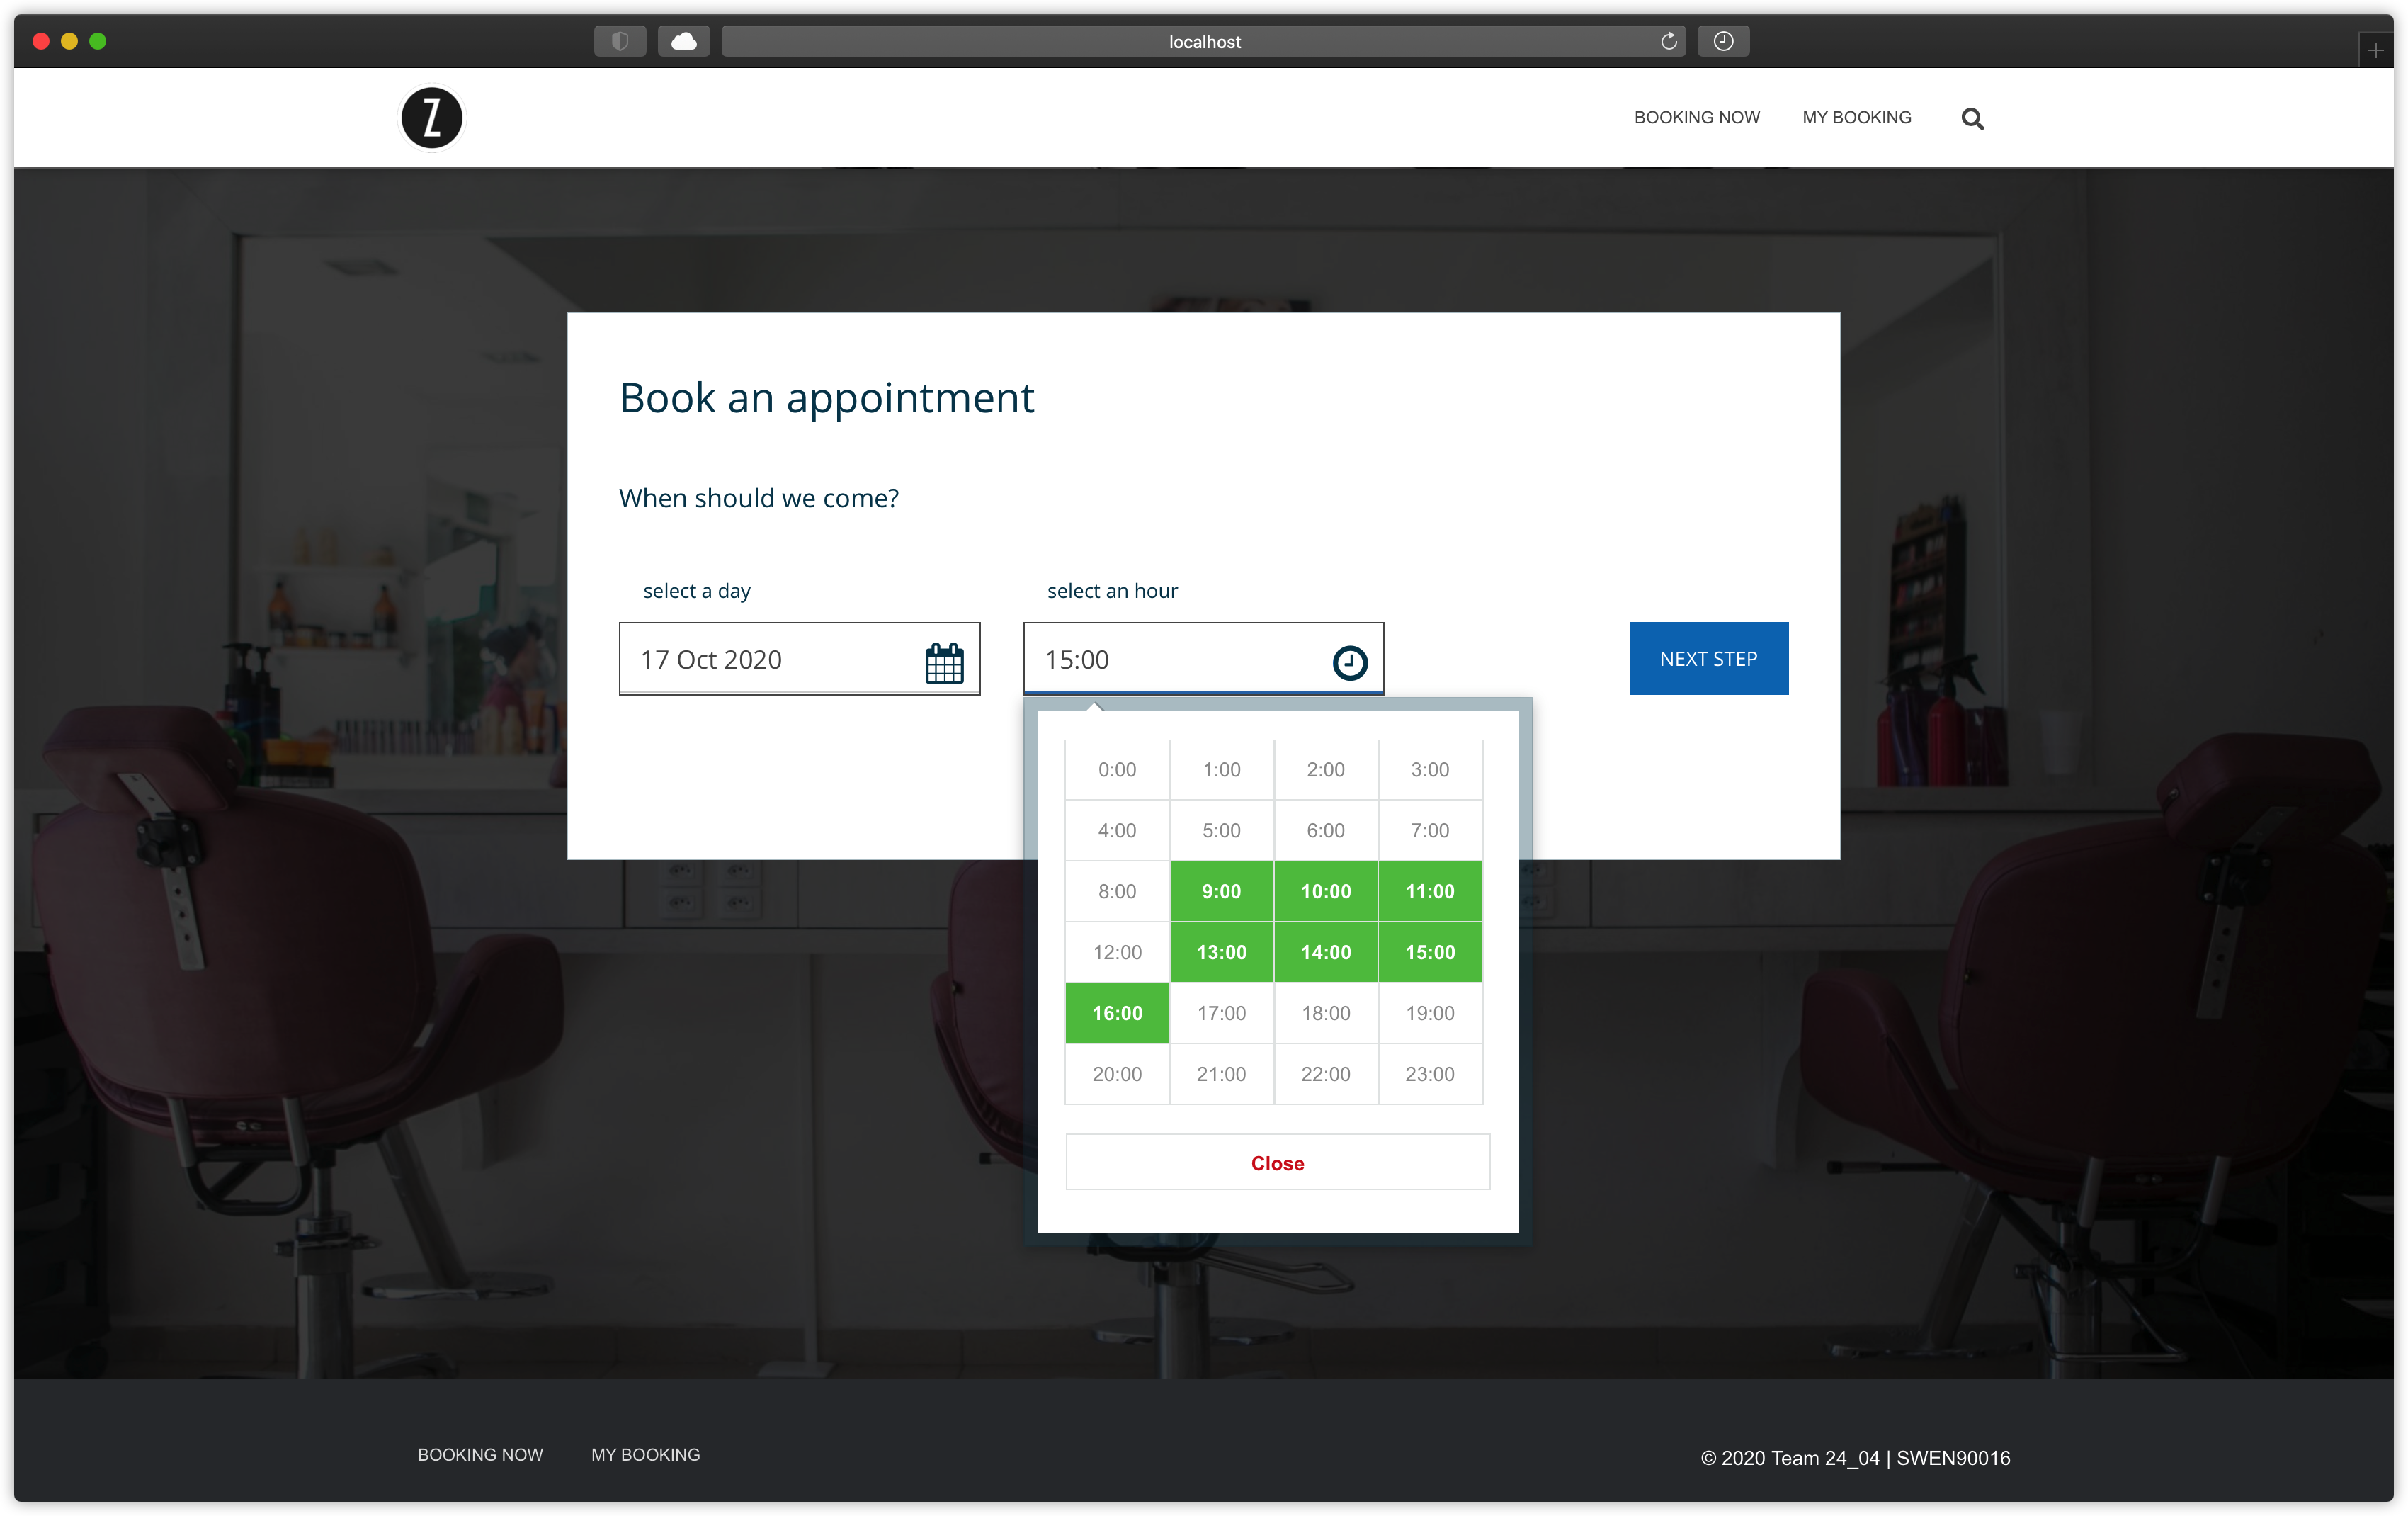 localhost
Z
BOOKING NOW MY BOOKING
Book an appointment
When should we come?
select a day select an hour
17 Oct 2020 15:00 NEXT STEP
0:00 1:00 2:00 3:00
4:00 5:00 6:00 7:00
8:00 9:00 10:00 11:00
12:00 13:00 14:00 15:00
16:00 17:00 18:00 19:00
20:00 21:00 22:00 23:00
Close
BOOKING NOW MY BOOKING © 2020 Team 24_04 | SWEN90016